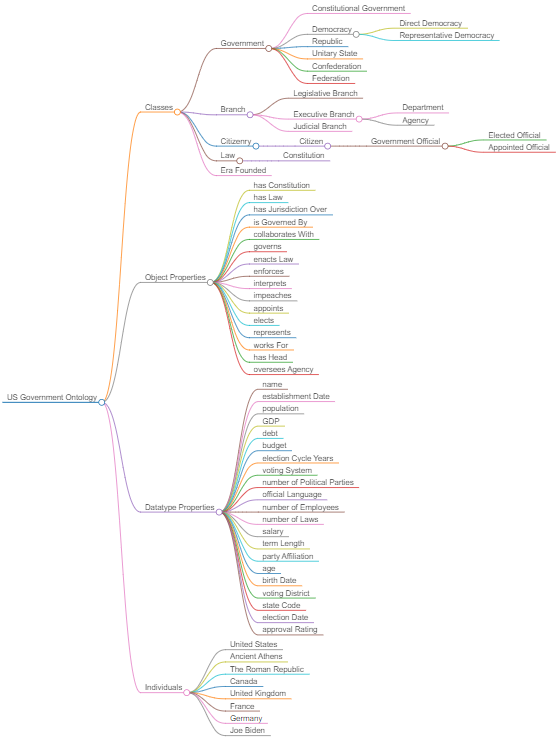 US Government Ontology
Classes
Government
Constitutional Government
Democracy
Direct Democracy
Representative Democracy
Republic
Unitary State
Confederation
Federation
Branch
Legislative Branch
Executive Branch
Department
Agency
Judicial Branch
Citizenry
Citizen
Government Official
Elected Official
Appointed Official
Law
Constitution
Era Founded
Object Properties
has Constitution
has Law
has Jurisdiction Over
is Governed By
collaborates With
governs
enacts Law
enforces
interprets
impeaches
appoints
elects
represents
works For
has Head
oversees Agency
Datatype Properties
name
establishment Date
population
GDP
debt
budget
election Cycle Years
voting System
number of Political Parties
official Language
number of Employees
number of Laws
salary
term Length
party Affiliation
age
birth Date
voting District
state Code
election Date
approval Rating
Individuals
United States
Ancient Athens
The Roman Republic
Canada
United Kingdom
France
Germany
Joe Biden